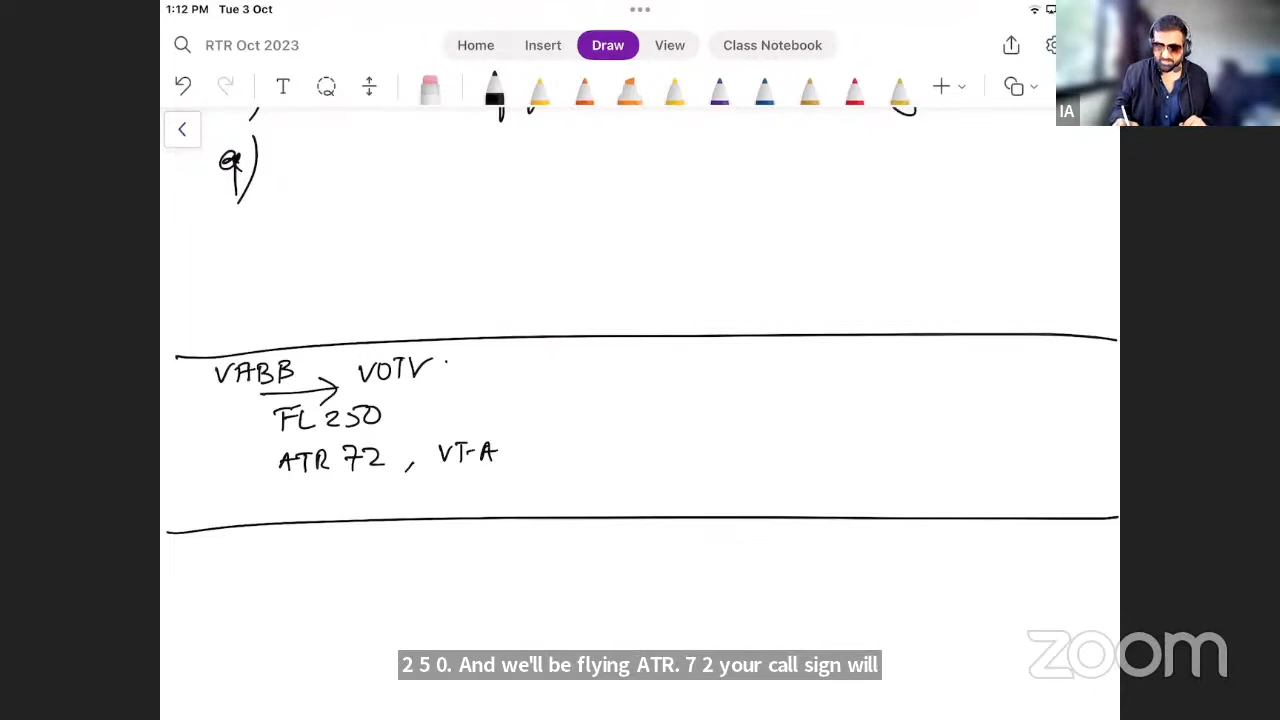 1:12 PM Tue 3 Oct
RTR Oct 2023
Home Insert Draw View Class Notebook
IA
q)
VABB → VOTV
FL 250
ATR 72 , VT-A
2 5 0. And we'll be flying ATR. 7 2 your call sign will
zoom